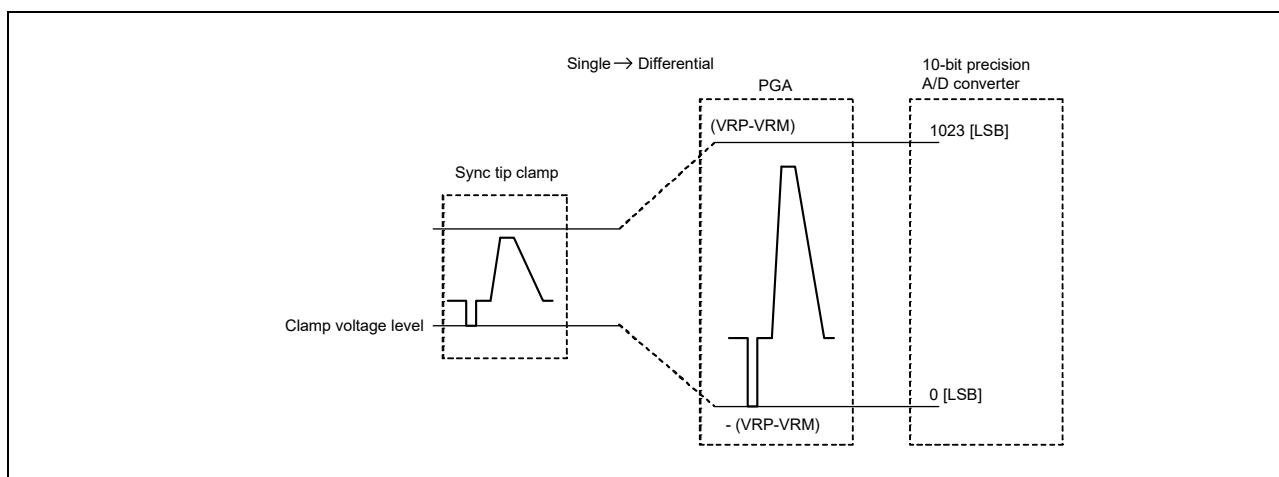 Single → Differential
10-bit precision
A/D converter
PGA
(VRP-VRM)
1023 [LSB]
Sync tip clamp
Clamp voltage level
0 [LSB]
- (VRP-VRM)